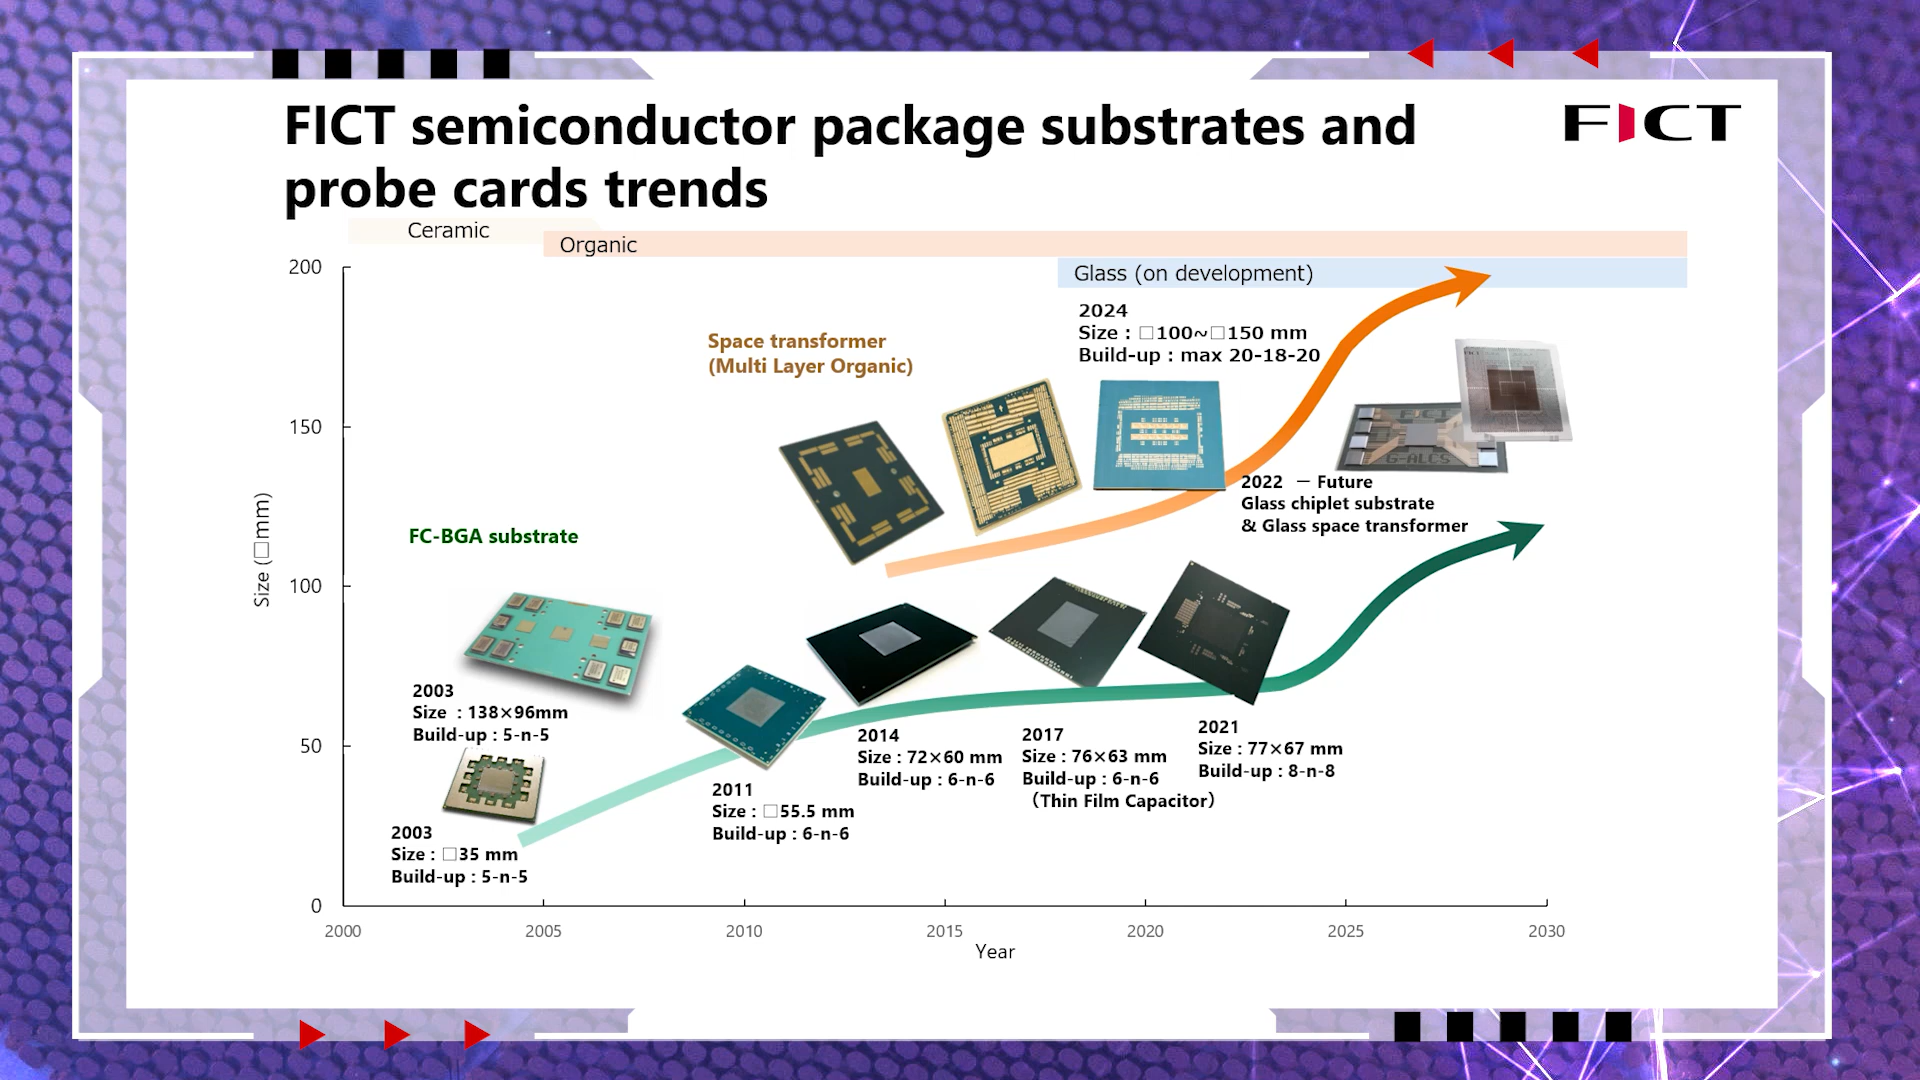 FICT semiconductor package substrates and
probe cards trends
FICT
Ceramic
Organic
Glass (on development)
200
150
100
50
0
Size (□mm)
2000
2005
2010
2015
2020
2025
2030
Year
Space transformer
(Multi Layer Organic)
2024
Size : □100~□150 mm
Build-up : max 20-18-20
FICT
G-ALCS
2022 － Future
Glass chiplet substrate
& Glass space transformer
FC-BGA substrate
2003
Size : 138×96mm
Build-up : 5-n-5
2003
Size : □35 mm
Build-up : 5-n-5
2011
Size : □55.5 mm
Build-up : 6-n-6
2014
Size : 72×60 mm
Build-up : 6-n-6
2017
Size : 76×63 mm
Build-up : 6-n-6
（Thin Film Capacitor）
2021
Size : 77×67 mm
Build-up : 8-n-8